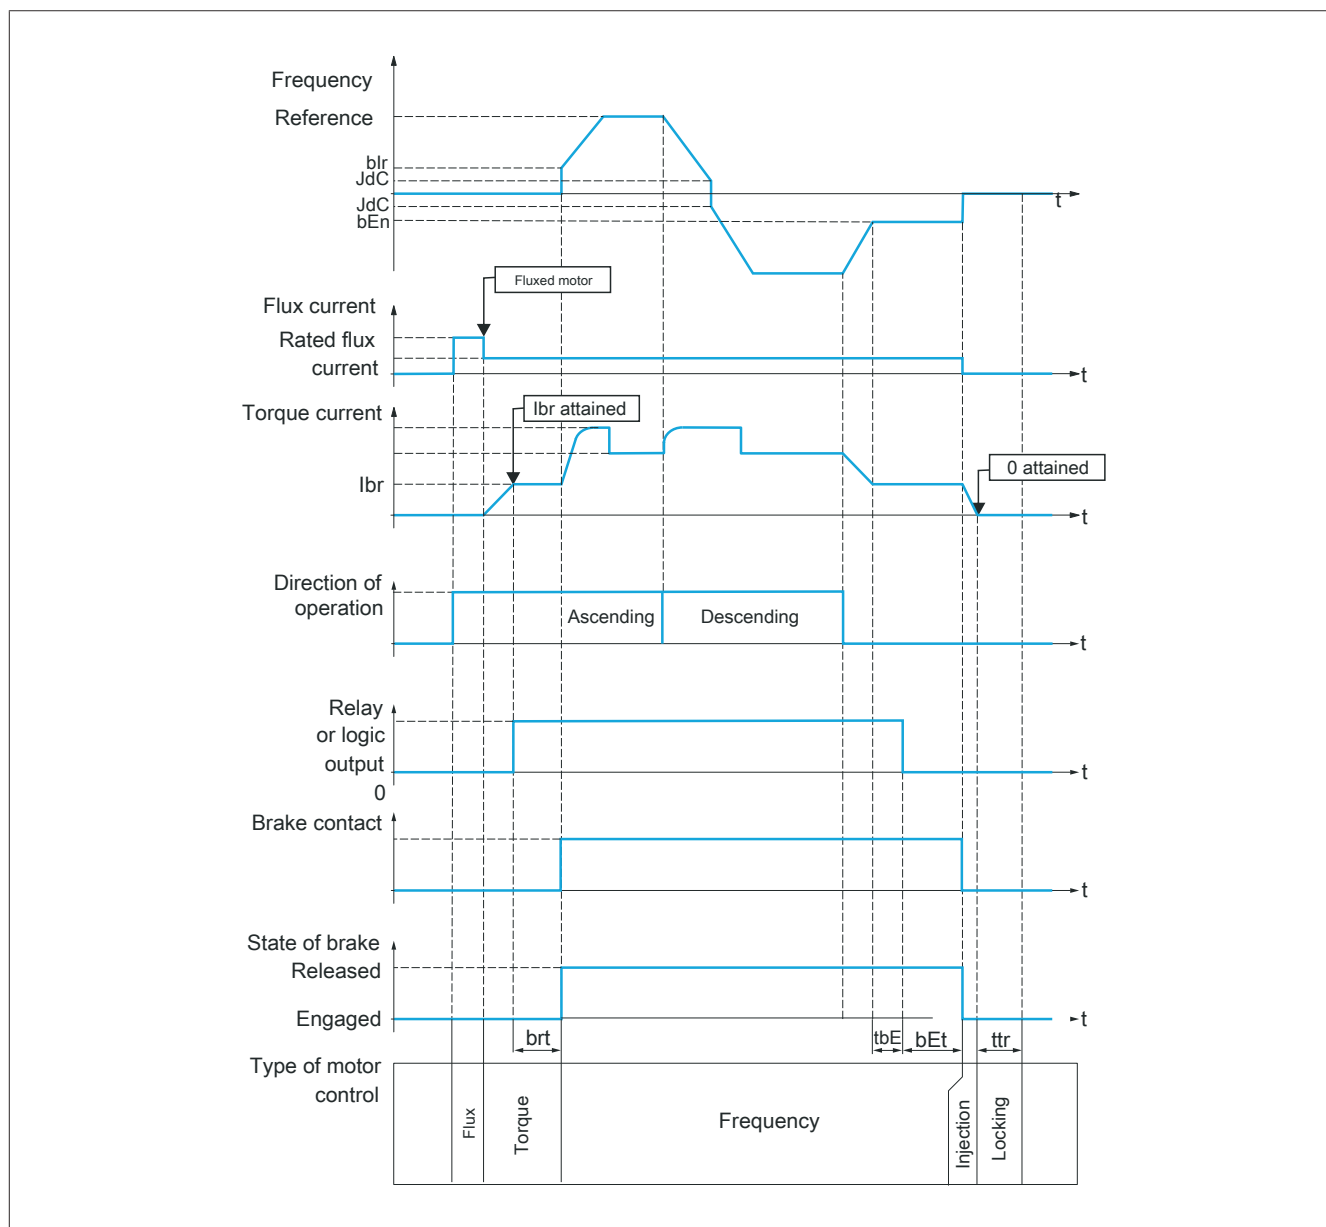 Frequency
Reference
bIr
JdC
t
JdC
bEn
Fluxed motor
Flux current
Rated flux
current
t
Torque current
Ibr attained
Ibr
0 attained
t
Direction of
operation
Ascending
Descending
t
Relay
or logic
output
0
t
Brake contact
t
State of brake
Released
Engaged
t
brt
tbE
bEt
ttr
Type of motor
control
Flux
Torque
Frequency
Injection
Locking